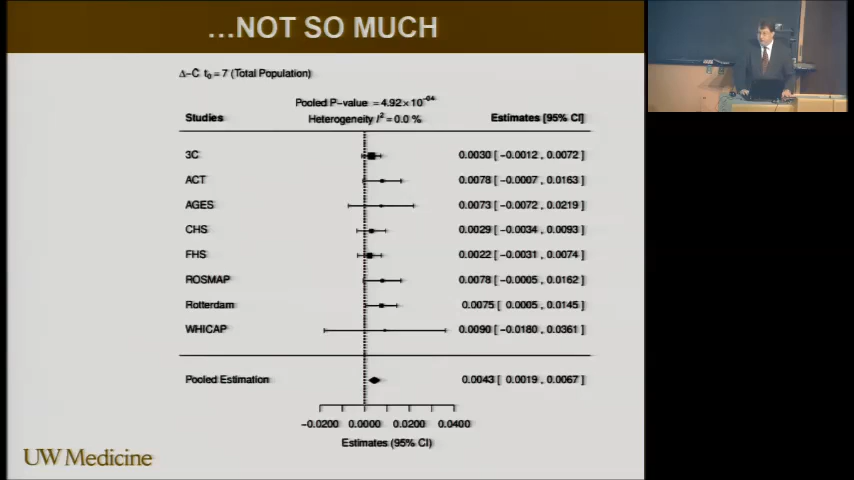 ...NOT SO MUCH
Δ−C t₀ = 7 (Total Population)
Pooled P−value = 4.92×10⁻⁰⁴
Studies Heterogeneity I² = 0.0 % Estimates [95% CI]
3C 0.0030 [ −0.0012 , 0.0072 ]
ACT 0.0078 [ −0.0007 , 0.0163 ]
AGES 0.0073 [ −0.0072 , 0.0219 ]
CHS 0.0029 [ −0.0034 , 0.0093 ]
FHS 0.0022 [ −0.0031 , 0.0074 ]
ROSMAP 0.0078 [ −0.0005 , 0.0162 ]
Rotterdam 0.0075 [ 0.0005 , 0.0145 ]
WHICAP 0.0090 [ −0.0180 , 0.0361 ]
Pooled Estimation 0.0043 [ 0.0019 , 0.0067 ]
−0.0200 0.0000 0.0200 0.0400
Estimates (95% CI)
UW Medicine